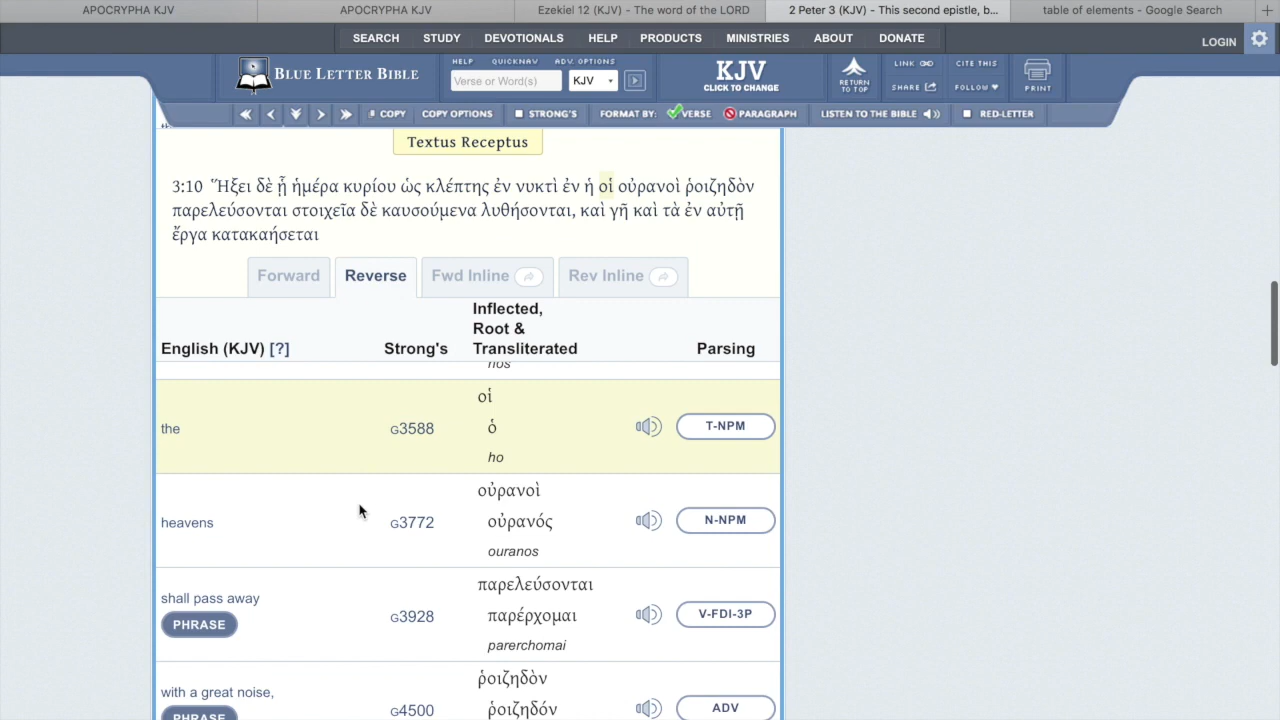 APOCRYPHA KJV
APOCRYPHA KJV
Ezekiel 12 (KJV) - The word of the LORD
2 Peter 3 (KJV) - This second epistle, b...
table of elements - Google Search
SEARCH STUDY DEVOTIONALS HELP PRODUCTS MINISTRIES ABOUT DONATE
LOGIN
BLUE LETTER BIBLE
HELP QUICKNAV ADV. OPTIONS
Verse or Word(s)
KJV
KJV
CLICK TO CHANGE
RETURN
TO TOP
LINK
CITE THIS
SHARE
FOLLOW
PRINT
COPY COPY OPTIONS STRONG'S FORMAT BY: VERSE PARAGRAPH LISTEN TO THE BIBLE RED-LETTER
Textus Receptus
3:10 Ἥξει δὲ ἡ ἡμέρα κυρίου ὡς κλέπτης ἐν νυκτὶ ἐν ἡ οἱ οὐρανοὶ ῥοιζηδὸν
παρελεύσονται στοιχεῖα δὲ καυσούμενα λυθήσονται, καὶ γῆ καὶ τὰ ἐν αὐτῇ
ἔργα κατακαήσεται
Forward Reverse Fwd Inline Rev Inline
Inflected,
Root &
English (KJV) [?] Strong's Transliterated Parsing
hos
οἱ
the G3588 ὁ T-NPM
ho
οὐρανοὶ
heavens G3772 οὐρανός N-NPM
ouranos
shall pass away παρελεύσονται
PHRASE G3928 παρέρχομαι V-FDI-3P
parerchomai
with a great noise, ῥοιζηδὸν
PHRASE G4500 ῥοιζηδόν ADV